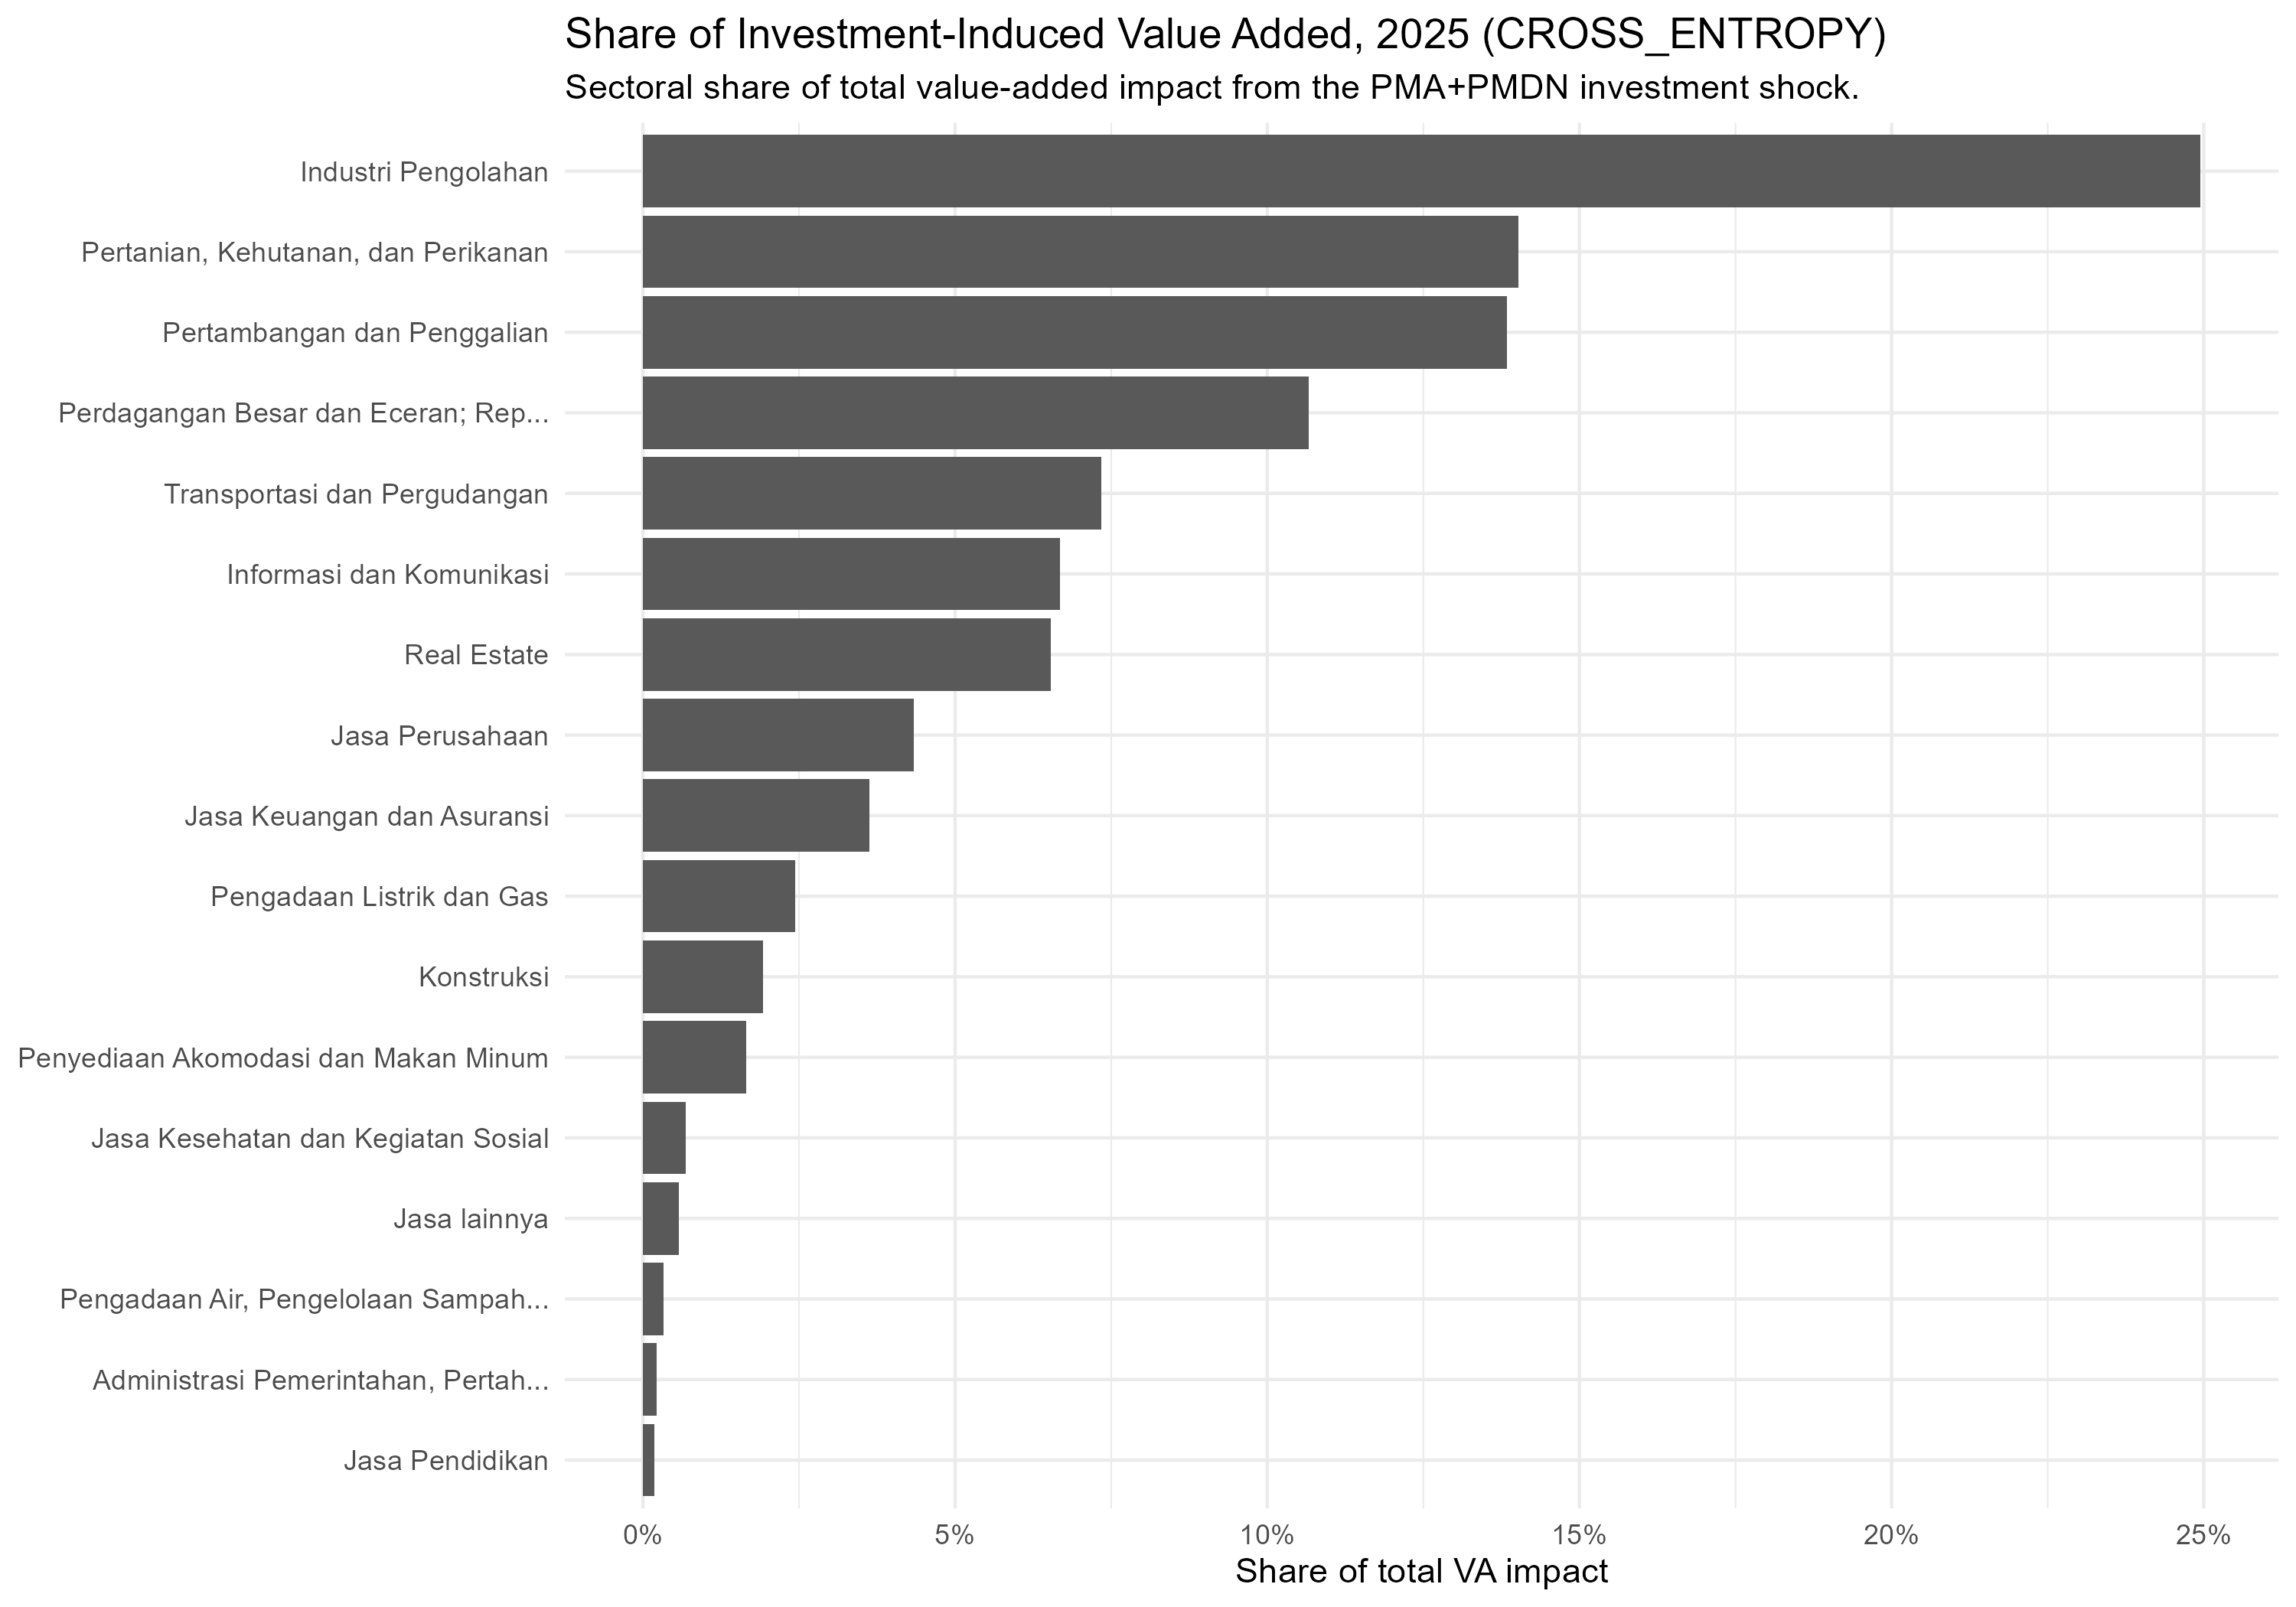 Share of Investment-Induced Value Added, 2025 (CROSS_ENTROPY)
Sectoral share of total value-added impact from the PMA+PMDN investment shock.
Industri Pengolahan
Pertanian, Kehutanan, dan Perikanan
Pertambangan dan Penggalian
Perdagangan Besar dan Eceran; Rep...
Transportasi dan Pergudangan
Informasi dan Komunikasi
Real Estate
Jasa Perusahaan
Jasa Keuangan dan Asuransi
Pengadaan Listrik dan Gas
Konstruksi
Penyediaan Akomodasi dan Makan Minum
Jasa Kesehatan dan Kegiatan Sosial
Jasa lainnya
Pengadaan Air, Pengelolaan Sampah...
Administrasi Pemerintahan, Pertah...
Jasa Pendidikan
0% 5% 10% 15% 20% 25%
Share of total VA impact